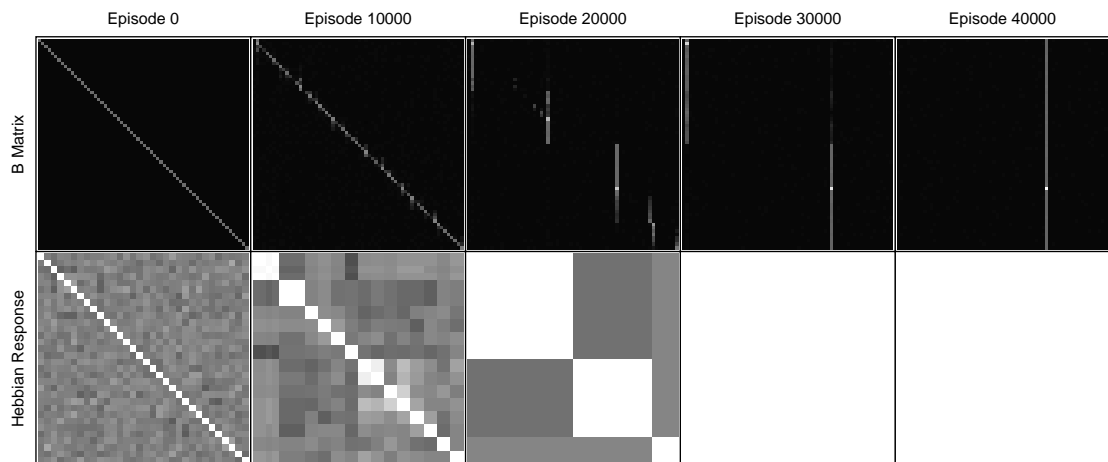 Episode 0
Episode 10000
Episode 20000
Episode 30000
Episode 40000
B Matrix
Hebbian Response